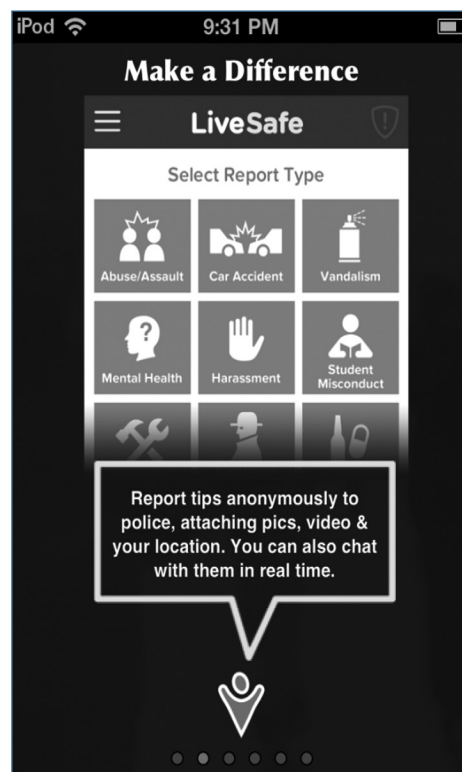 iPod 9:31 PM
Make a Difference
LiveSafe
Select Report Type
Abuse/Assault Car Accident Vandalism
Mental Health Harassment Student
Misconduct
Report tips anonymously to
police, attaching pics, video &
your location. You can also chat
with them in real time.